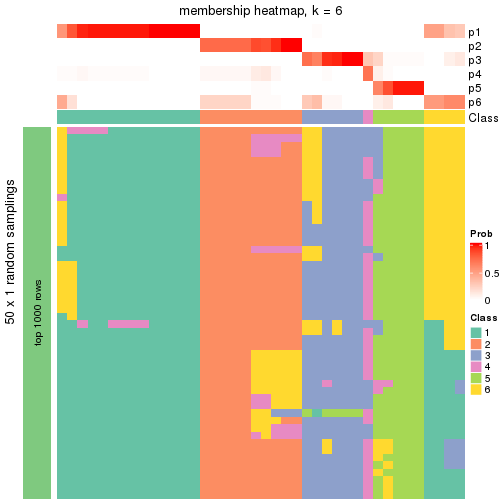 membership heatmap, k = 6
p1
p2
p3
p4
p5
p6
Class
50 x 1 random samplings
top 1000 rows
Prob
1
0.5
0
Class
1
2
3
4
5
6